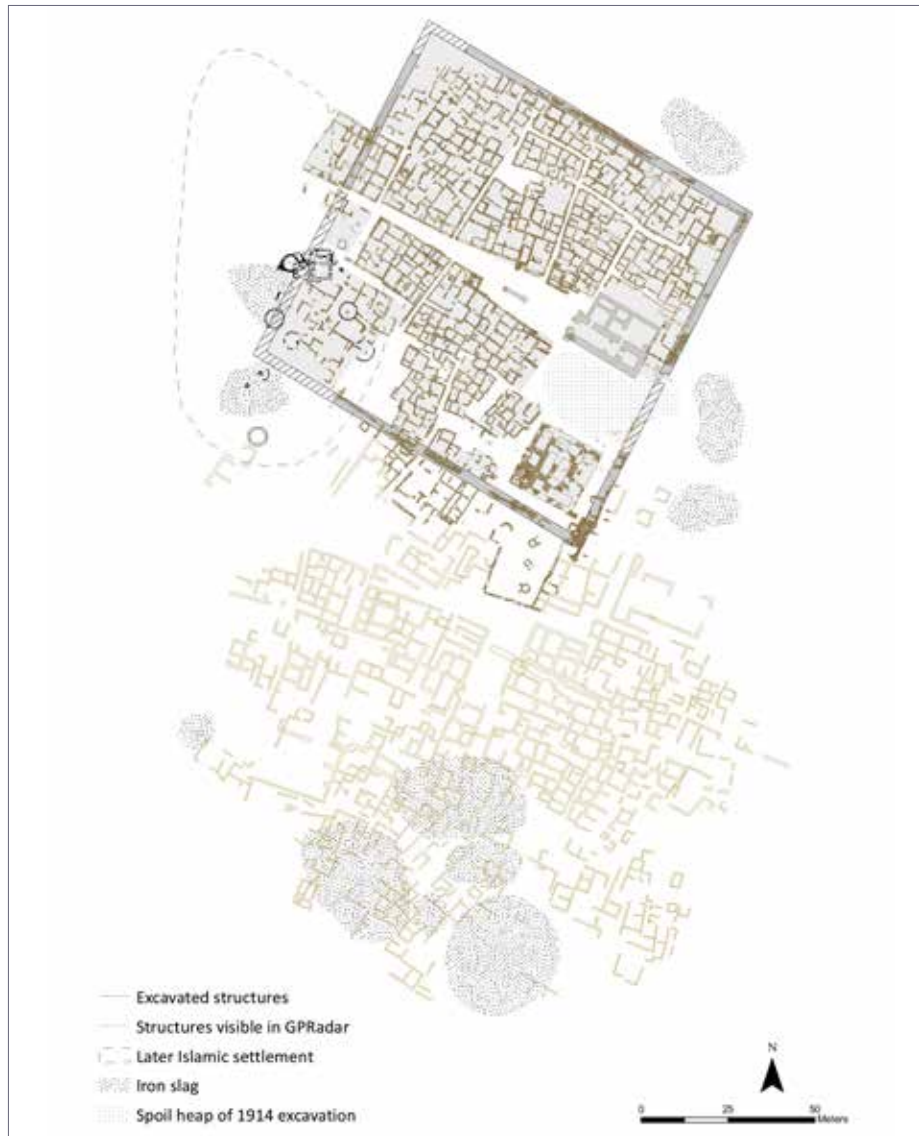 Excavated structures
Structures visible in GPRadar
Later Islamic settlement
Iron slag
Spoil heap of 1914 excavation
N
0 25 50
Meters